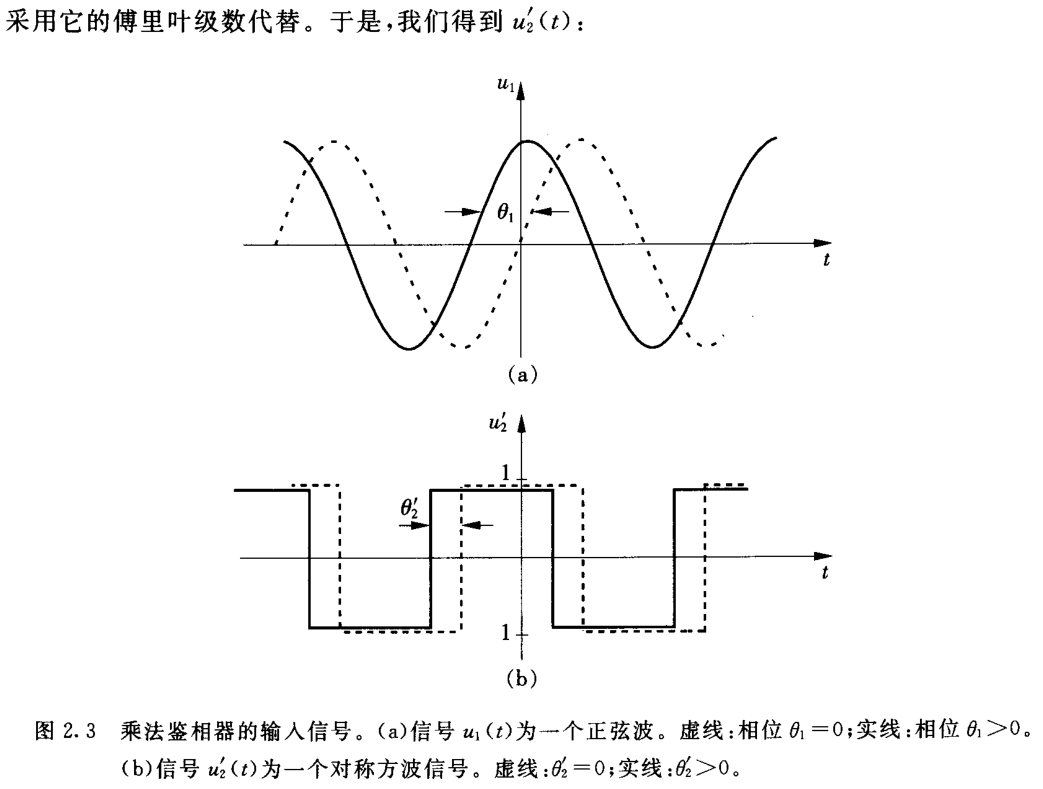 采用它的傅里叶级数代替。于是,我们得到 u₂′(t):
u₁
θ₁
t
(a)
u₂′
1
θ₂′
t
1
(b)
图 2.3 乘法鉴相器的输入信号。(a)信号 u₁(t)为一个正弦波。虚线:相位 θ₁=0;实线:相位 θ₁>0。
(b)信号 u₂′(t)为一个对称方波信号。虚线:θ₂′=0;实线:θ₂′>0。